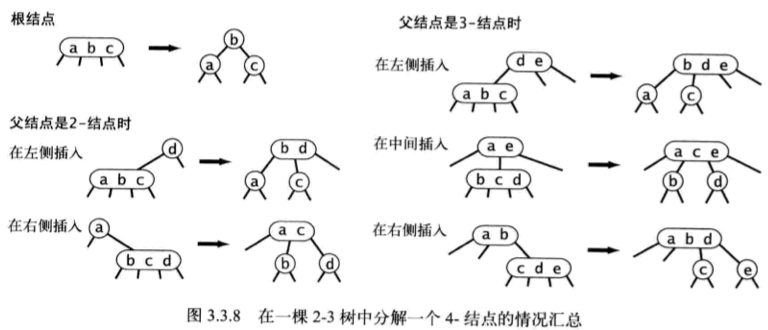 根结点
a b c
b
a
c
父结点是2-结点时
在左侧插入
d
a b c
b d
a
c
在右侧插入
a
b c d
a c
b
d
父结点是3-结点时
在左侧插入
d e
a b c
b d e
a
c
在中间插入
a e
b c d
a c e
b
d
在右侧插入
a b
c d e
a b d
c
e
图 3.3.8 在一棵 2-3 树中分解一个 4- 结点的情况汇总